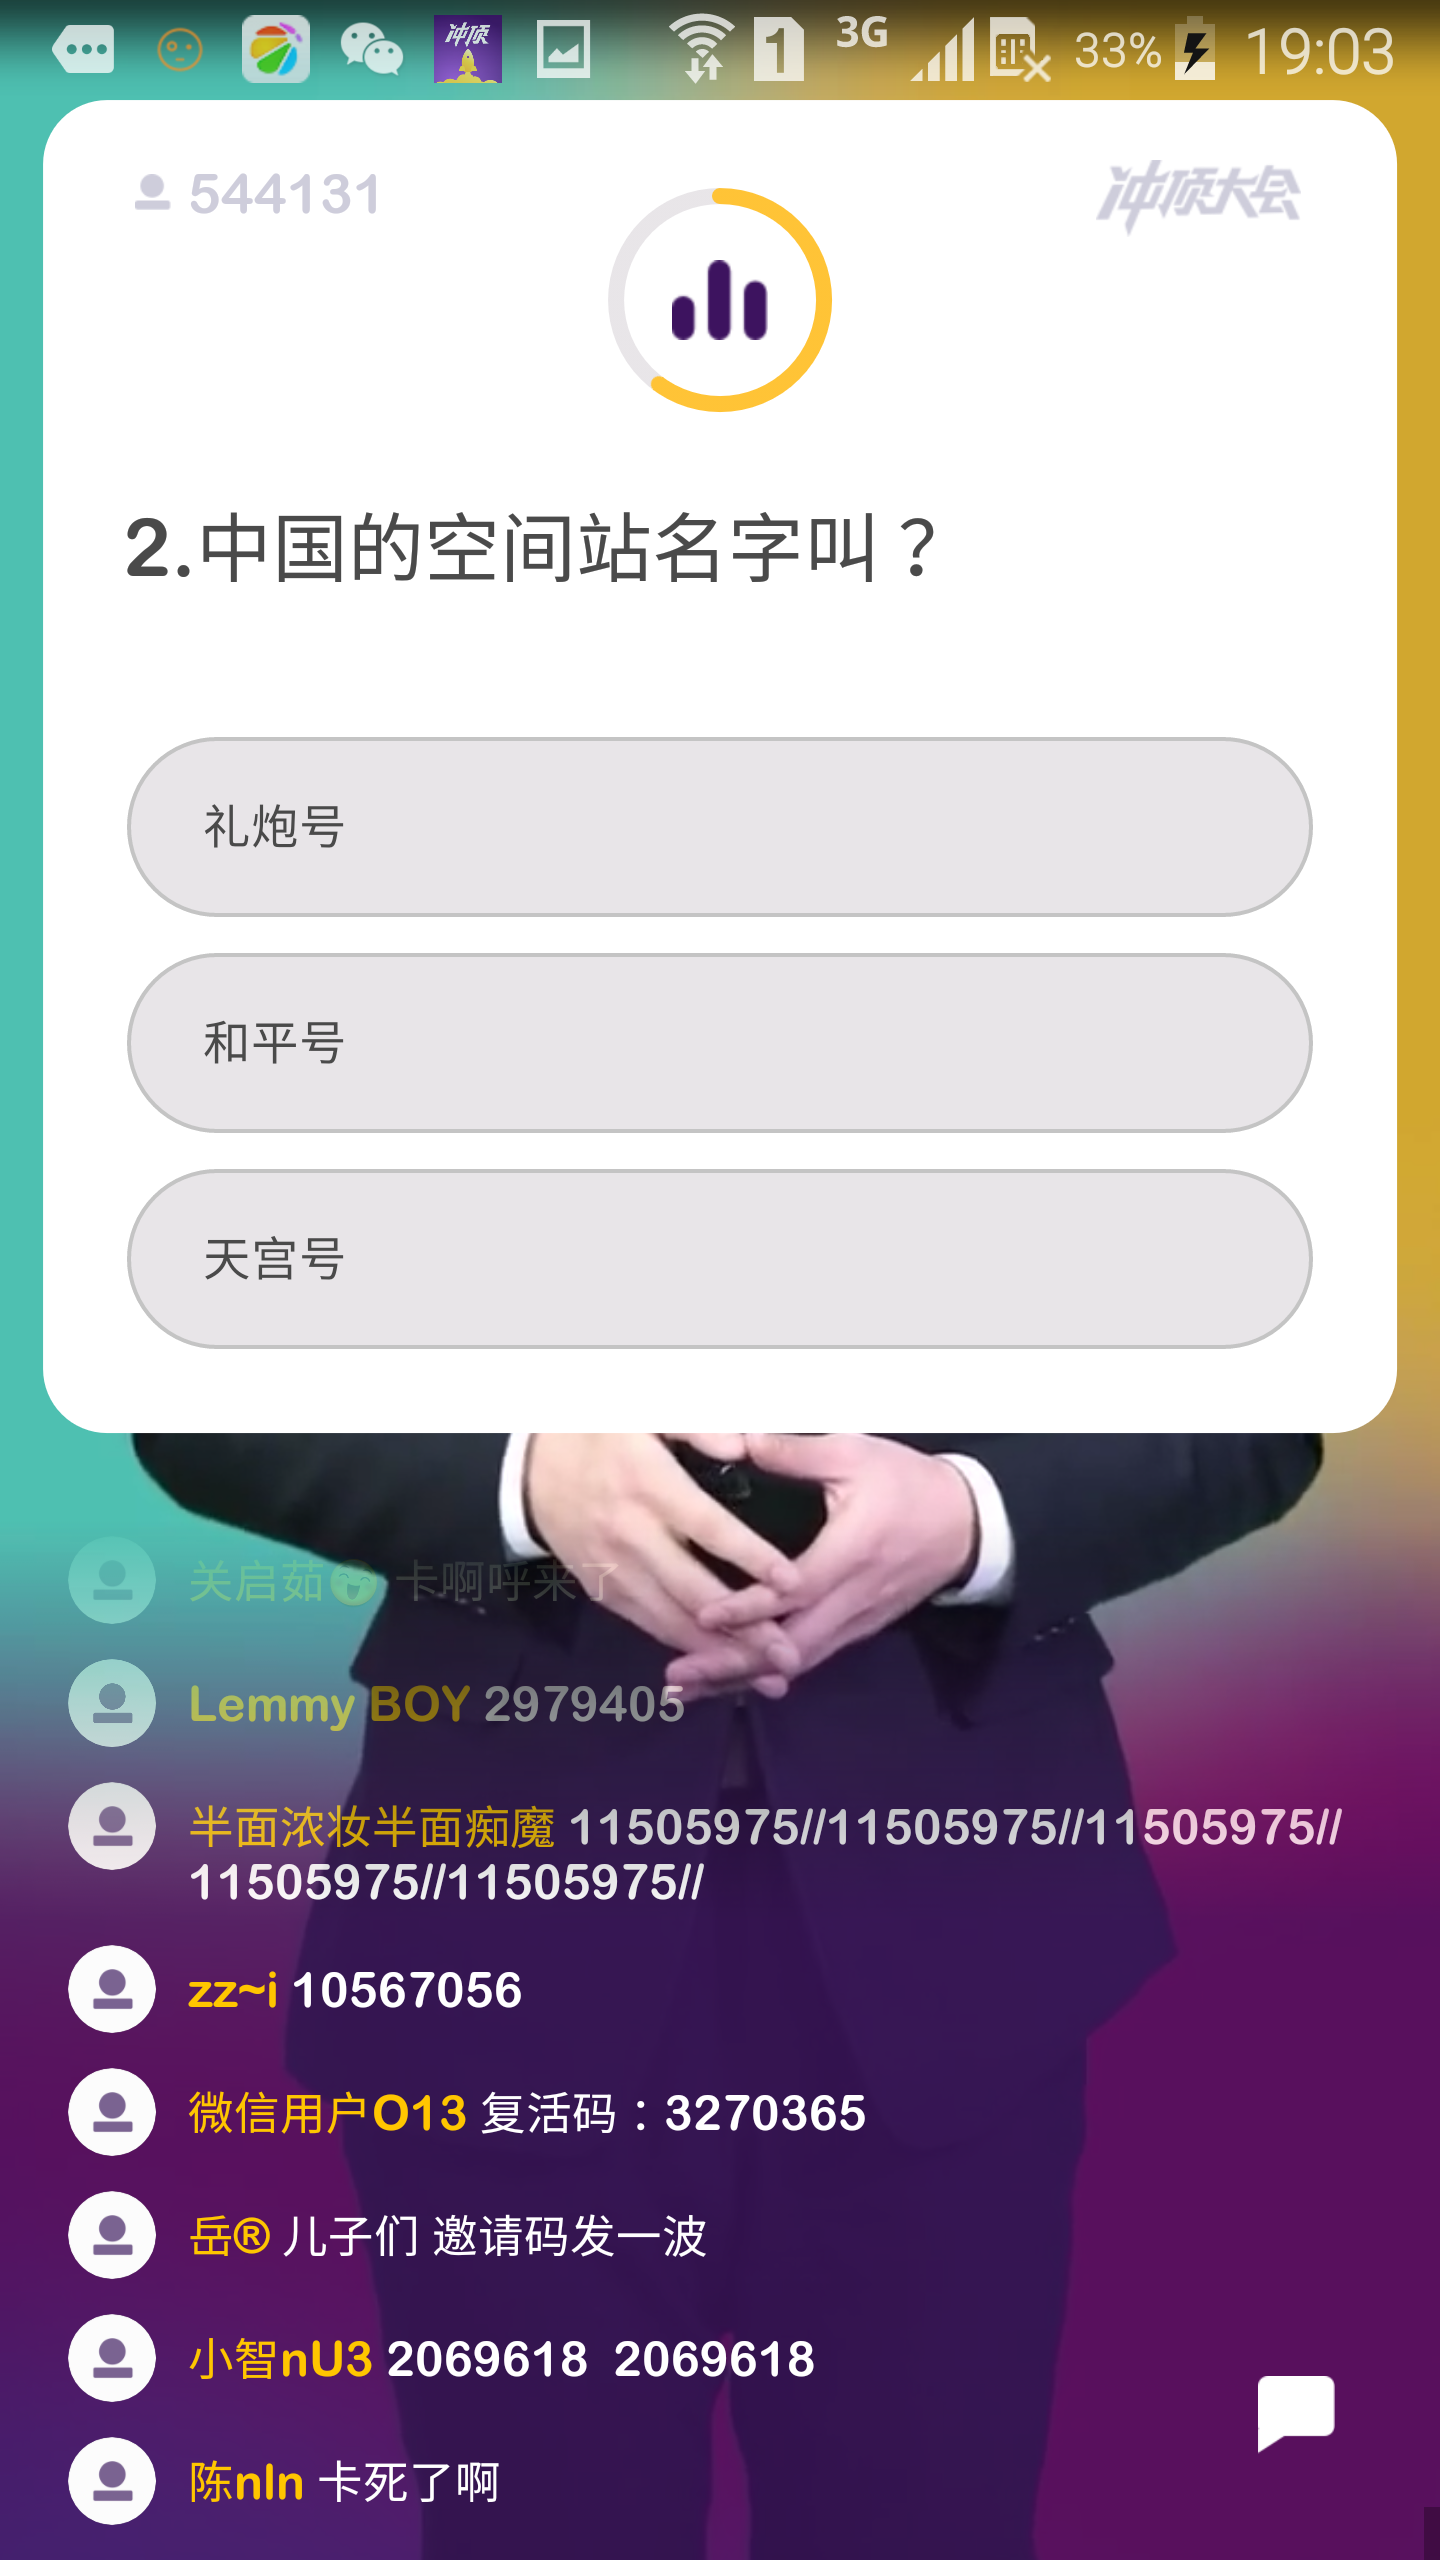 冲顶
1
3G
33%
19:03
544131
冲顶大会
2.中国的空间站名字叫？
礼炮号
和平号
天宫号
关启茹😄 卡啊呼来了
Lemmy BOY 2979405
半面浓妆半面痴魔 11505975//11505975//11505975//
11505975//11505975//
zz~i 10567056
微信用户O13 复活码：3270365
岳® 儿子们 邀请码发一波
小智nU3 2069618  2069618
陈nln 卡死了啊